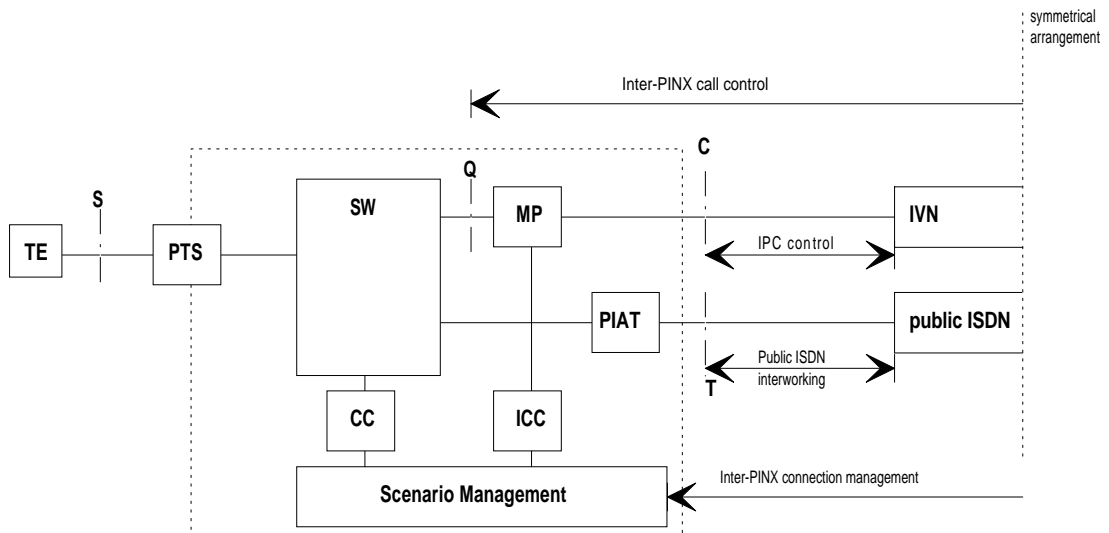 symmetrical
arrangement
Inter-PINX call control
C
Q
S
SW
MP
IVN
TE
PTS
IPC control
PIAT
public ISDN
Public ISDN
interworking
T
CC
ICC
Inter-PINX connection management
Scenario Management